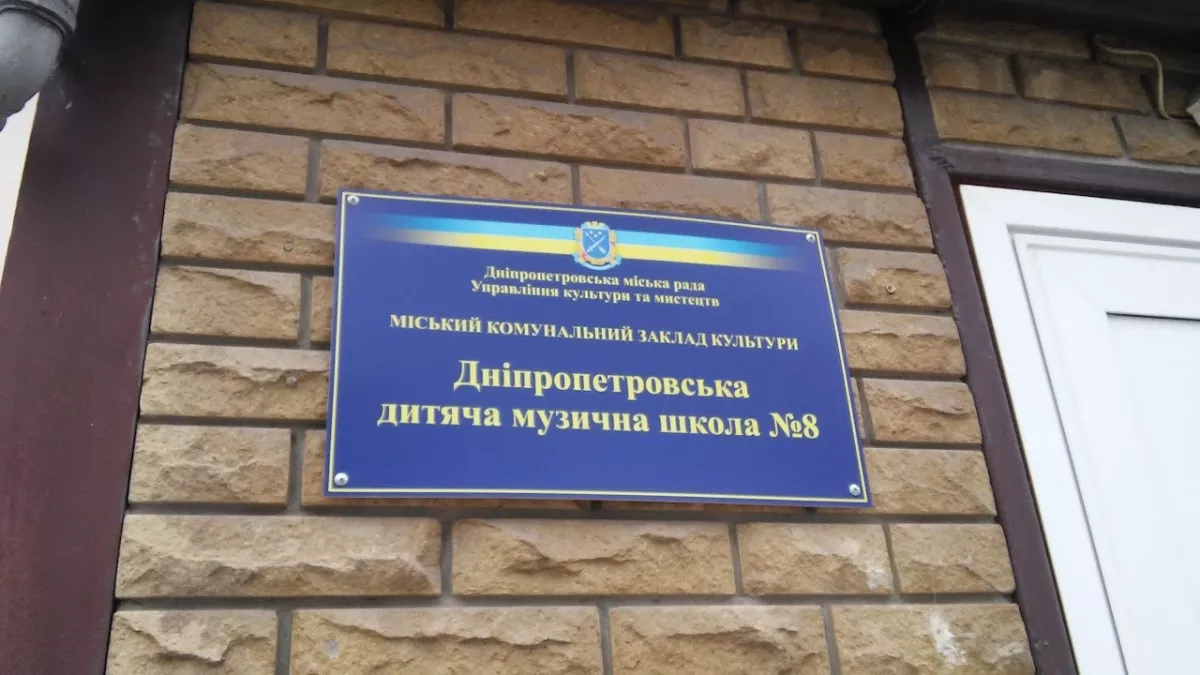 Дніпропетровська міська рада
Управління культури та мистецтв
МІСЬКИЙ КОМУНАЛЬНИЙ ЗАКЛАД КУЛЬТУРИ
Дніпропетровська
дитяча музична школа №8